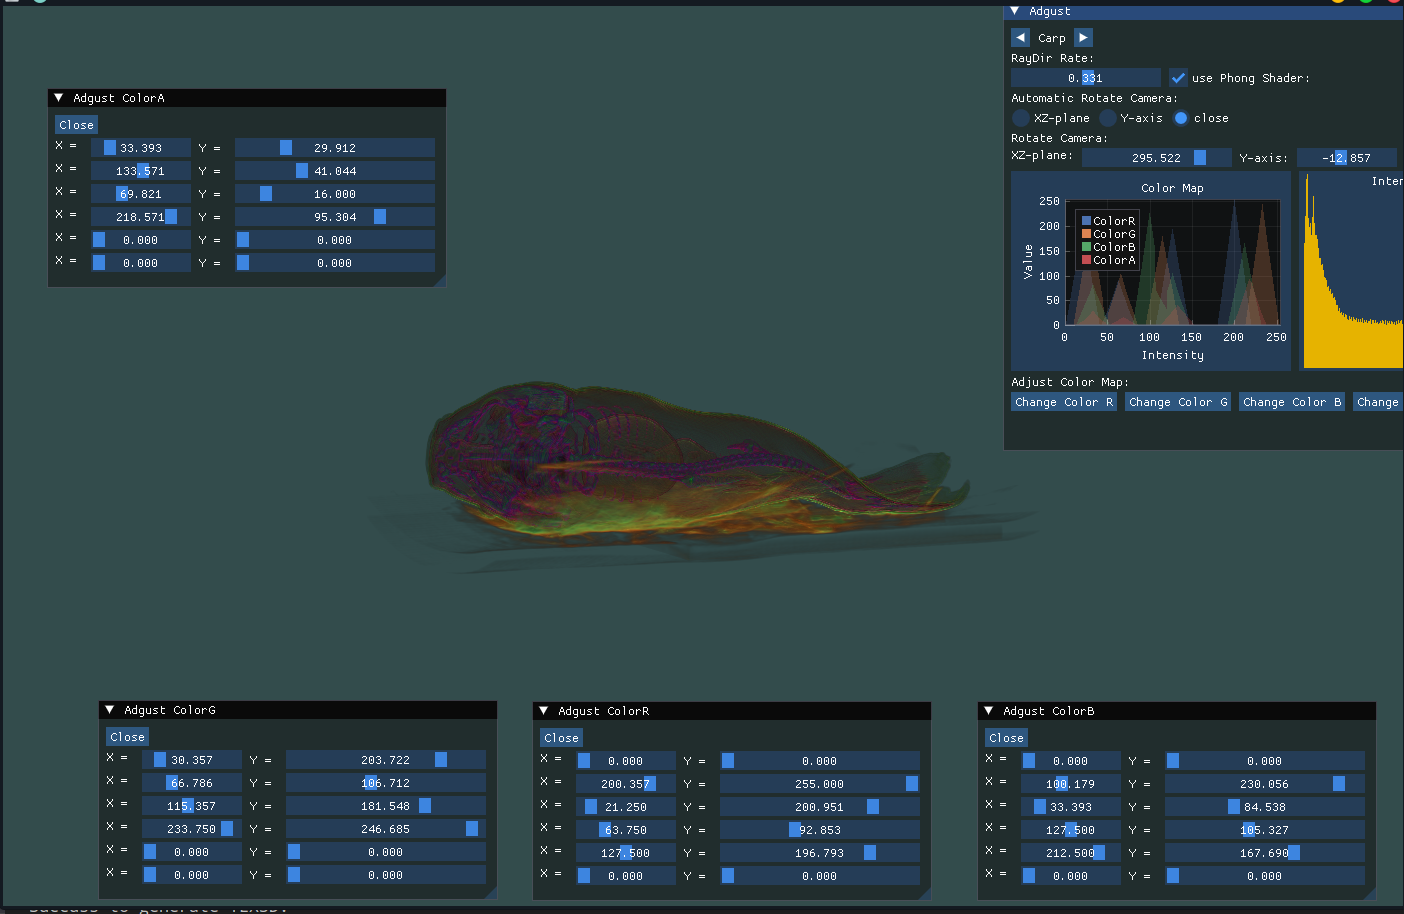 Adgust
Carp
RayDir Rate:
0.331 use Phong Shader:
Automatic Rotate Camera:
XZ-plane Y-axis close
Rotate Camera:
XZ-plane: 295.522 Y-axis: -12.857
Color Map
ColorR
ColorG
ColorB
ColorA
Value
250
200
150
100
50
0
0 50 100 150 200 250
Intensity
Inter
Adjust Color Map:
Change Color R Change Color G Change Color B Change
Adgust ColorA
Close
X = 33.393 Y = 29.912
X = 133.571 Y = 41.044
X = 69.821 Y = 16.000
X = 218.571 Y = 95.304
X = 0.000 Y = 0.000
X = 0.000 Y = 0.000
Adgust ColorG
Close
X = 30.357 Y = 203.722
X = 66.786 Y = 106.712
X = 115.357 Y = 181.548
X = 233.750 Y = 246.685
X = 0.000 Y = 0.000
X = 0.000 Y = 0.000
Adgust ColorR
Close
X = 0.000 Y = 0.000
X = 200.357 Y = 255.000
X = 21.250 Y = 200.951
X = 63.750 Y = 92.853
X = 127.500 Y = 196.793
X = 0.000 Y = 0.000
Adgust ColorB
Close
X = 0.000 Y = 0.000
X = 100.179 Y = 230.056
X = 33.393 Y = 84.538
X = 127.500 Y = 105.327
X = 212.500 Y = 167.690
X = 0.000 Y = 0.000